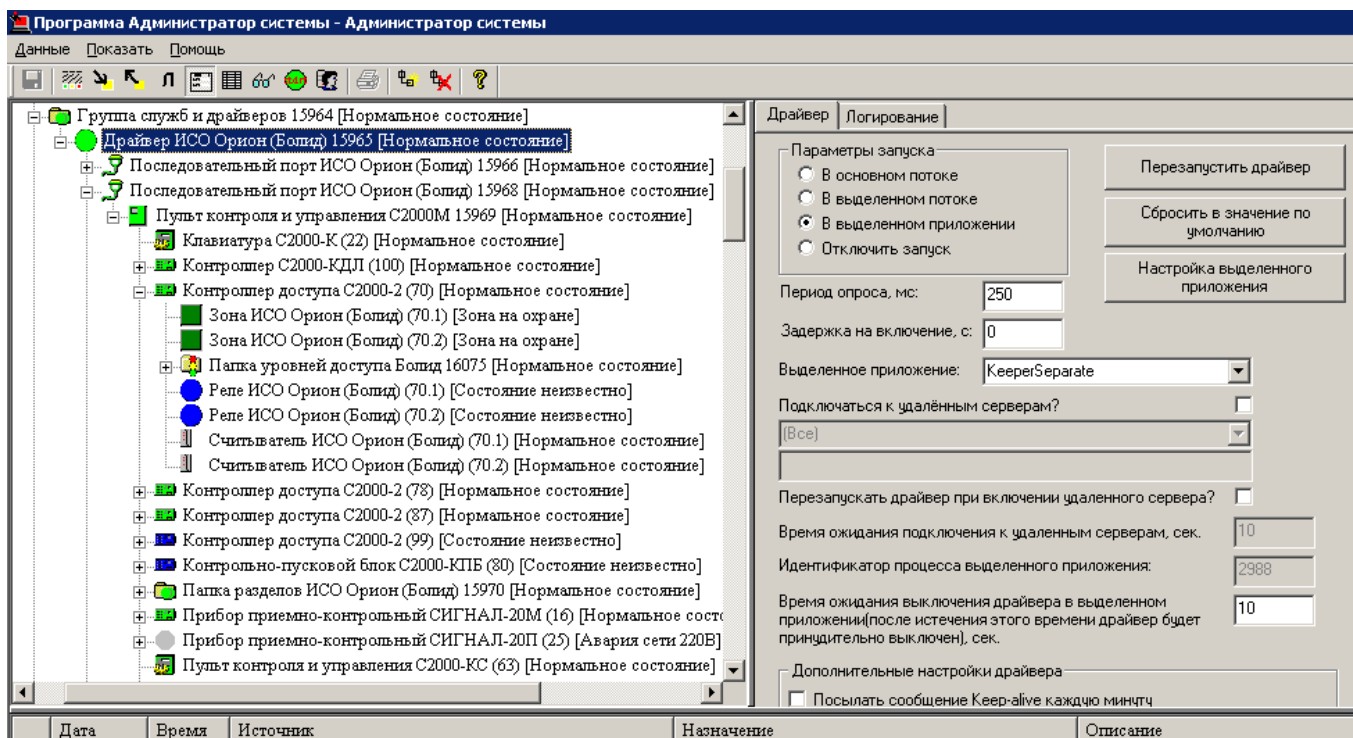 Программа Администратор системы - Администратор системы
Данные Показать Помощь
Группа служб и драйверов 15964 [Нормальное состояние]
Драйвер ИСО Орион (Болид) 15965 [Нормальное состояние]
Последовательный порт ИСО Орион (Болид) 15966 [Нормальное состояние]
Последовательный порт ИСО Орион (Болид) 15968 [Нормальное состояние]
Пульт контроля и управления С2000М 15969 [Нормальное состояние]
Клавиатура С2000-К (22) [Нормальное состояние]
Контроллер С2000-КДЛ (100) [Нормальное состояние]
Контроллер доступа С2000-2 (70) [Нормальное состояние]
Зона ИСО Орион (Болид) (70.1) [Зона на охране]
Зона ИСО Орион (Болид) (70.2) [Зона на охране]
Папка уровней доступа Болид 16075 [Нормальное состояние]
Реле ИСО Орион (Болид) (70.1) [Состояние неизвестно]
Реле ИСО Орион (Болид) (70.2) [Состояние неизвестно]
Считыватель ИСО Орион (Болид) (70.1) [Нормальное состояние]
Считыватель ИСО Орион (Болид) (70.2) [Нормальное состояние]
Контроллер доступа С2000-2 (78) [Нормальное состояние]
Контроллер доступа С2000-2 (87) [Нормальное состояние]
Контроллер доступа С2000-2 (99) [Состояние неизвестно]
Контрольно-пусковой блок С2000-КПБ (80) [Состояние неизвестно]
Папка разделов ИСО Орион (Болид) 15970 [Нормальное состояние]
Прибор приемно-контрольный СИГНАЛ-20М (16) [Нормальное сост
Прибор приемно-контрольный СИГНАЛ-20П (25) [Авария сети 220В]
Пульт контроля и управления С2000-КС (63) [Нормальное состояние]
Драйвер Логирование
Параметры запуска
В основном потоке
В выделенном потоке
В выделенном приложении
Отключить запуск
Перезапустить драйвер
Сбросить в значение по
умолчанию
Настройка выделенного
приложения
Период опроса, мс: 250
Задержка на включение, с: 0
Выделенное приложение: KeeperSeparate
Подключаться к удалённым серверам?
(Все)
Перезапускать драйвер при включении удаленного сервера?
Время ожидания подключения к удаленным серверам, сек. 10
Идентификатор процесса выделенного приложения: 2988
Время ожидания выключения драйвера в выделенном
приложении(после истечения этого времени драйвер будет
принудительно выключен), сек. 10
Дополнительные настройки драйвера
Посылать сообщение Keep-alive каждую минуту
Дата Время Источник Назначение Описание